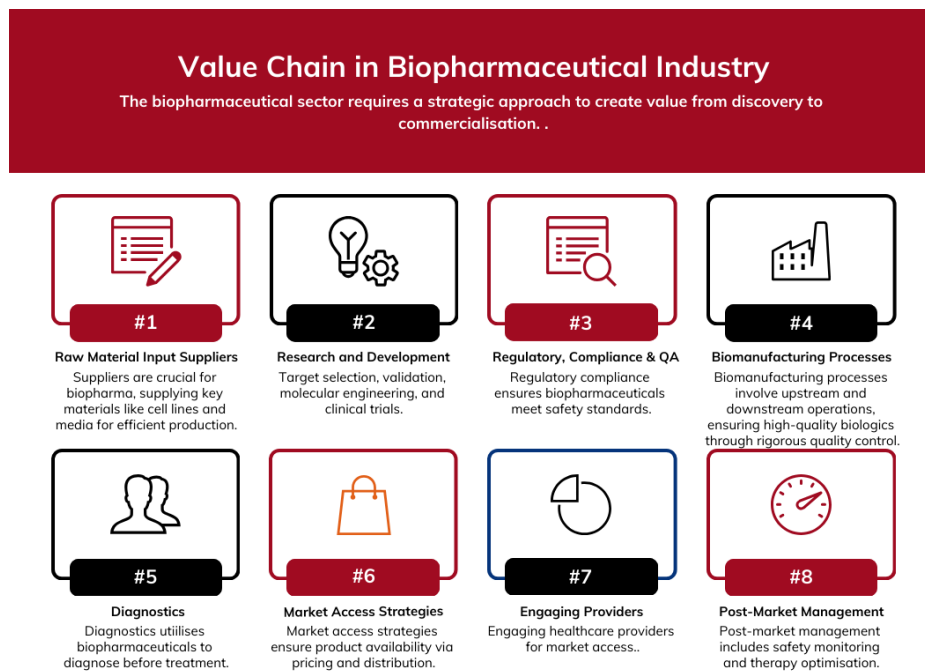 Value Chain in Biopharmaceutical Industry
The biopharmaceutical sector requires a strategic approach to create value from discovery to
commercialisation. .
#1
Raw Material Input Suppliers
Suppliers are crucial for
biopharma, supplying key
materials like cell lines and
media for efficient production.
#2
Research and Development
Target selection, validation,
molecular engineering, and
clinical trials.
#3
Regulatory, Compliance & QA
Regulatory compliance
ensures biopharmaceuticals
meet safety standards.
#4
Biomanufacturing Processes
Biomanufacturing processes
involve upstream and
downstream operations,
ensuring high-quality biologics
through rigorous quality control.
#5
Diagnostics
Diagnostics utiilises
biopharmaceuticals to
diagnose before treatment.
#6
Market Access Strategies
Market access strategies
ensure product availability via
pricing and distribution.
#7
Engaging Providers
Engaging healthcare providers
for market access..
#8
Post-Market Management
Post-market management
includes safety monitoring
and therapy optimisation.